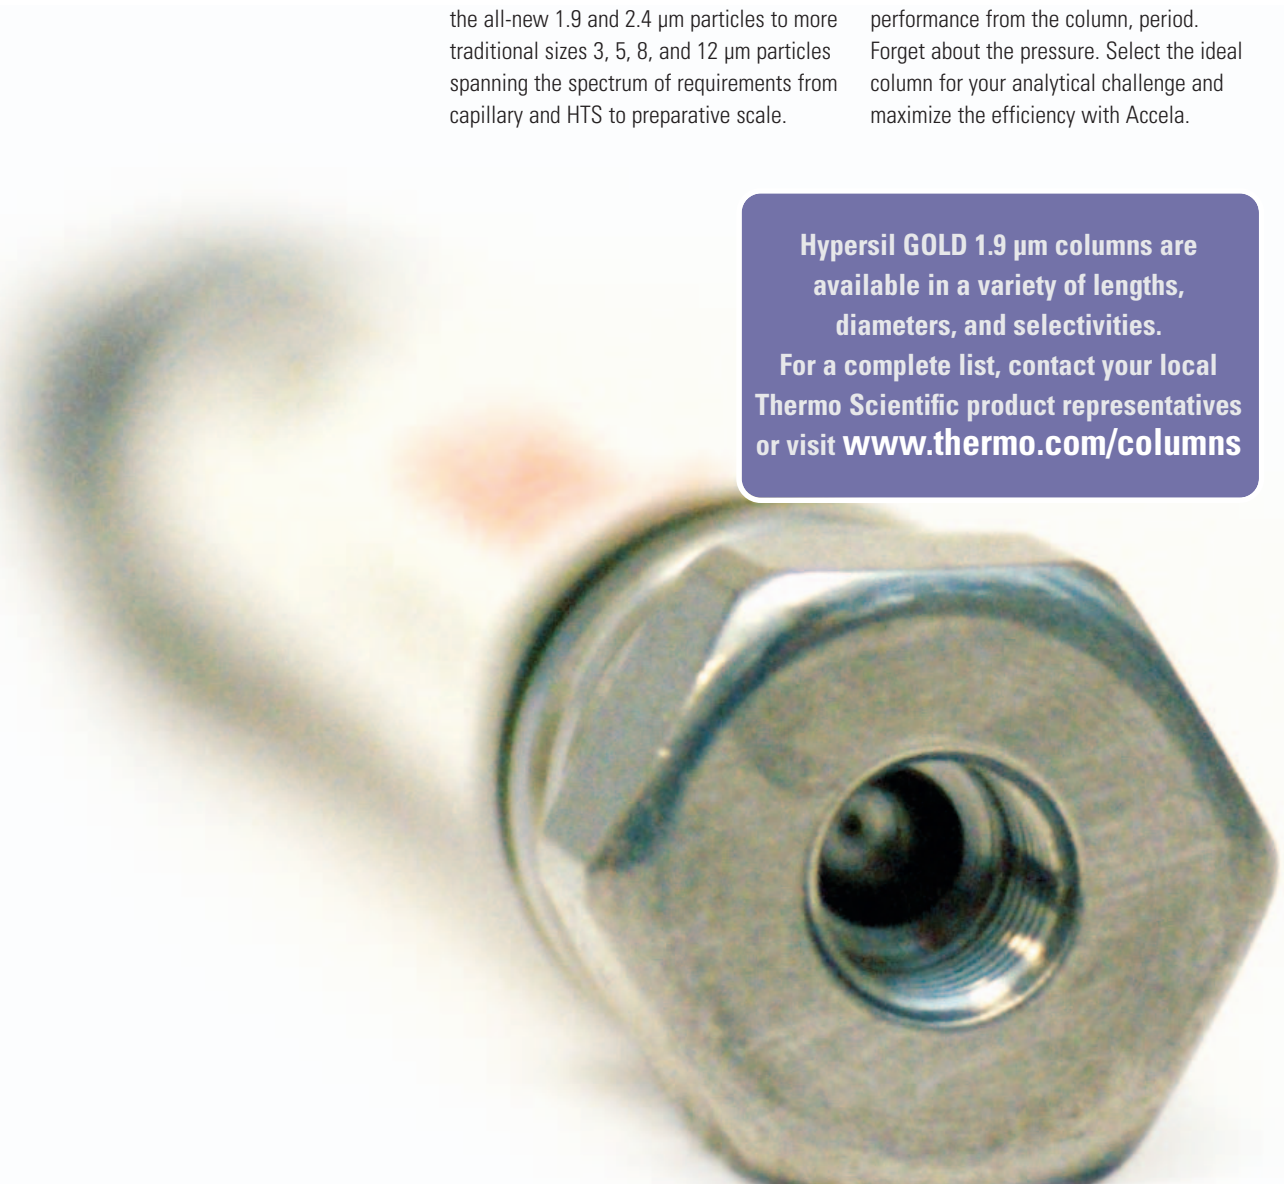 the all-new 1.9 and 2.4 µm particles to more
traditional sizes 3, 5, 8, and 12 µm particles
spanning the spectrum of requirements from
capillary and HTS to preparative scale.
performance from the column, period.
Forget about the pressure. Select the ideal
column for your analytical challenge and
maximize the efficiency with Accela.
Hypersil GOLD 1.9 µm columns are
available in a variety of lengths,
diameters, and selectivities.
For a complete list, contact your local
Thermo Scientific product representatives
or visit www.thermo.com/columns